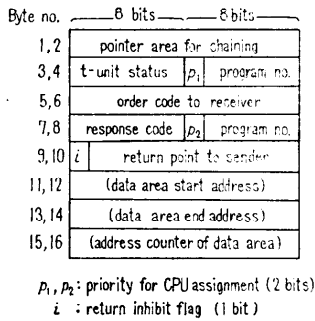 Byte no. 8 bits 8 bits
1,2 pointer area for chaining
3,4 t-unit status p₁ program no.
5,6 order code to receiver
7,8 response code p₂ program no.
9,10 i return point to sender
11,12 (data area start address)
13,14 (data area end address)
15,16 (address counter of data area)
p₁, p₂ : priority for CPU assignment (2 bits)
i : return inhibit flag (1 bit)